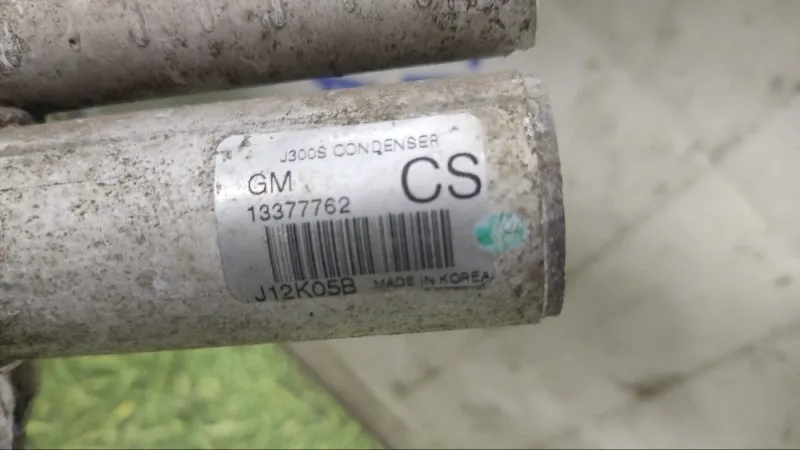 J300S CONDENSER
GM CS
13377762
J12K05B MADE IN KOREA